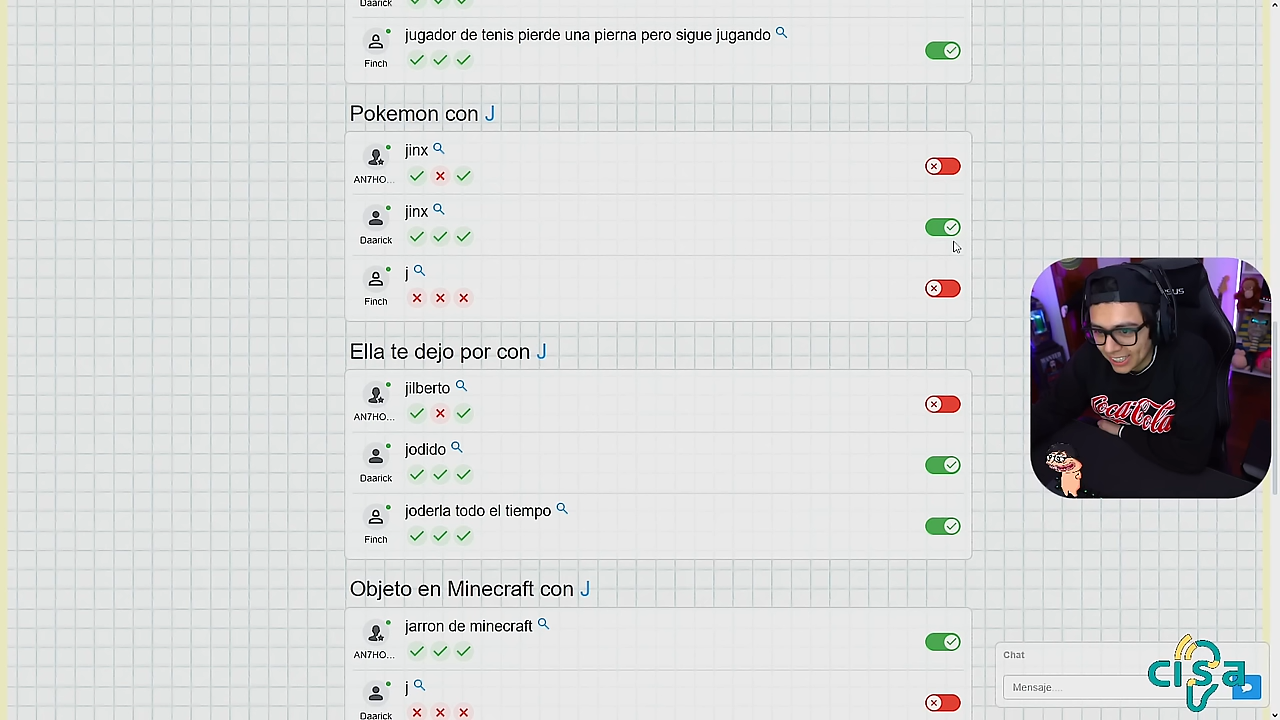 Daarick
jugador de tenis pierde una pierna pero sigue jugando
Finch
Pokemon con J
jinx
AN7HO...
jinx
Daarick
j
Finch
Ella te dejo por con J
jilberto
AN7HO...
jodido
Daarick
joderla todo el tiempo
Finch
Objeto en Minecraft con J
jarron de minecraft
AN7HO...
j
Daarick
Coca-Cola
Chat
Mensaje....
cisa